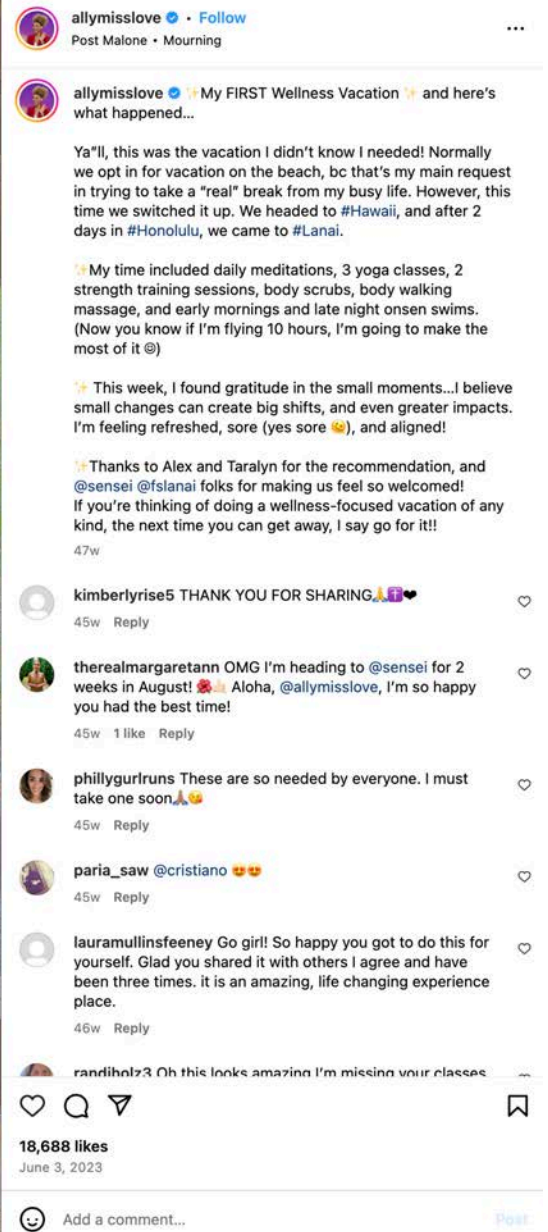 allymisslove • Follow
...
Post Malone • Mourning
allymisslove ✨My FIRST Wellness Vacation ✨ and here's
what happened...
Ya"ll, this was the vacation I didn't know I needed! Normally
we opt in for vacation on the beach, bc that's my main request
in trying to take a “real” break from my busy life. However, this
time we switched it up. We headed to #Hawaii, and after 2
days in #Honolulu, we came to #Lanai.
✨My time included daily meditations, 3 yoga classes, 2
strength training sessions, body scrubs, body walking
massage, and early mornings and late night onsen swims.
(Now you know if I'm flying 10 hours, I'm going to make the
most of it ☺)
✨ This week, I found gratitude in the small moments...I believe
small changes can create big shifts, and even greater impacts.
I'm feeling refreshed, sore (yes sore 🫠), and aligned!
✨Thanks to Alex and Taralyn for the recommendation, and
@sensei @fslanai folks for making us feel so welcomed!
If you're thinking of doing a wellness-focused vacation of any
kind, the next time you can get away, I say go for it!!
47w
kimberlyrise5 THANK YOU FOR SHARING🙏✝️❤
45w Reply
therealmargaretann OMG I'm heading to @sensei for 2
weeks in August! 🌺🤙🏻 Aloha, @allymisslove, I'm so happy
you had the best time!
45w 1 like Reply
phillygurlruns These are so needed by everyone. I must
take one soon🙏🏽😘
45w Reply
paria_saw @cristiano 😍😍
45w Reply
lauramullinsfeeney Go girl! So happy you got to do this for
yourself. Glad you shared it with others I agree and have
been three times. it is an amazing, life changing experience
place.
46w Reply
randiholz3 Oh this looks amazing I'm missing your classes
18,688 likes
June 3, 2023
Add a comment...
Post